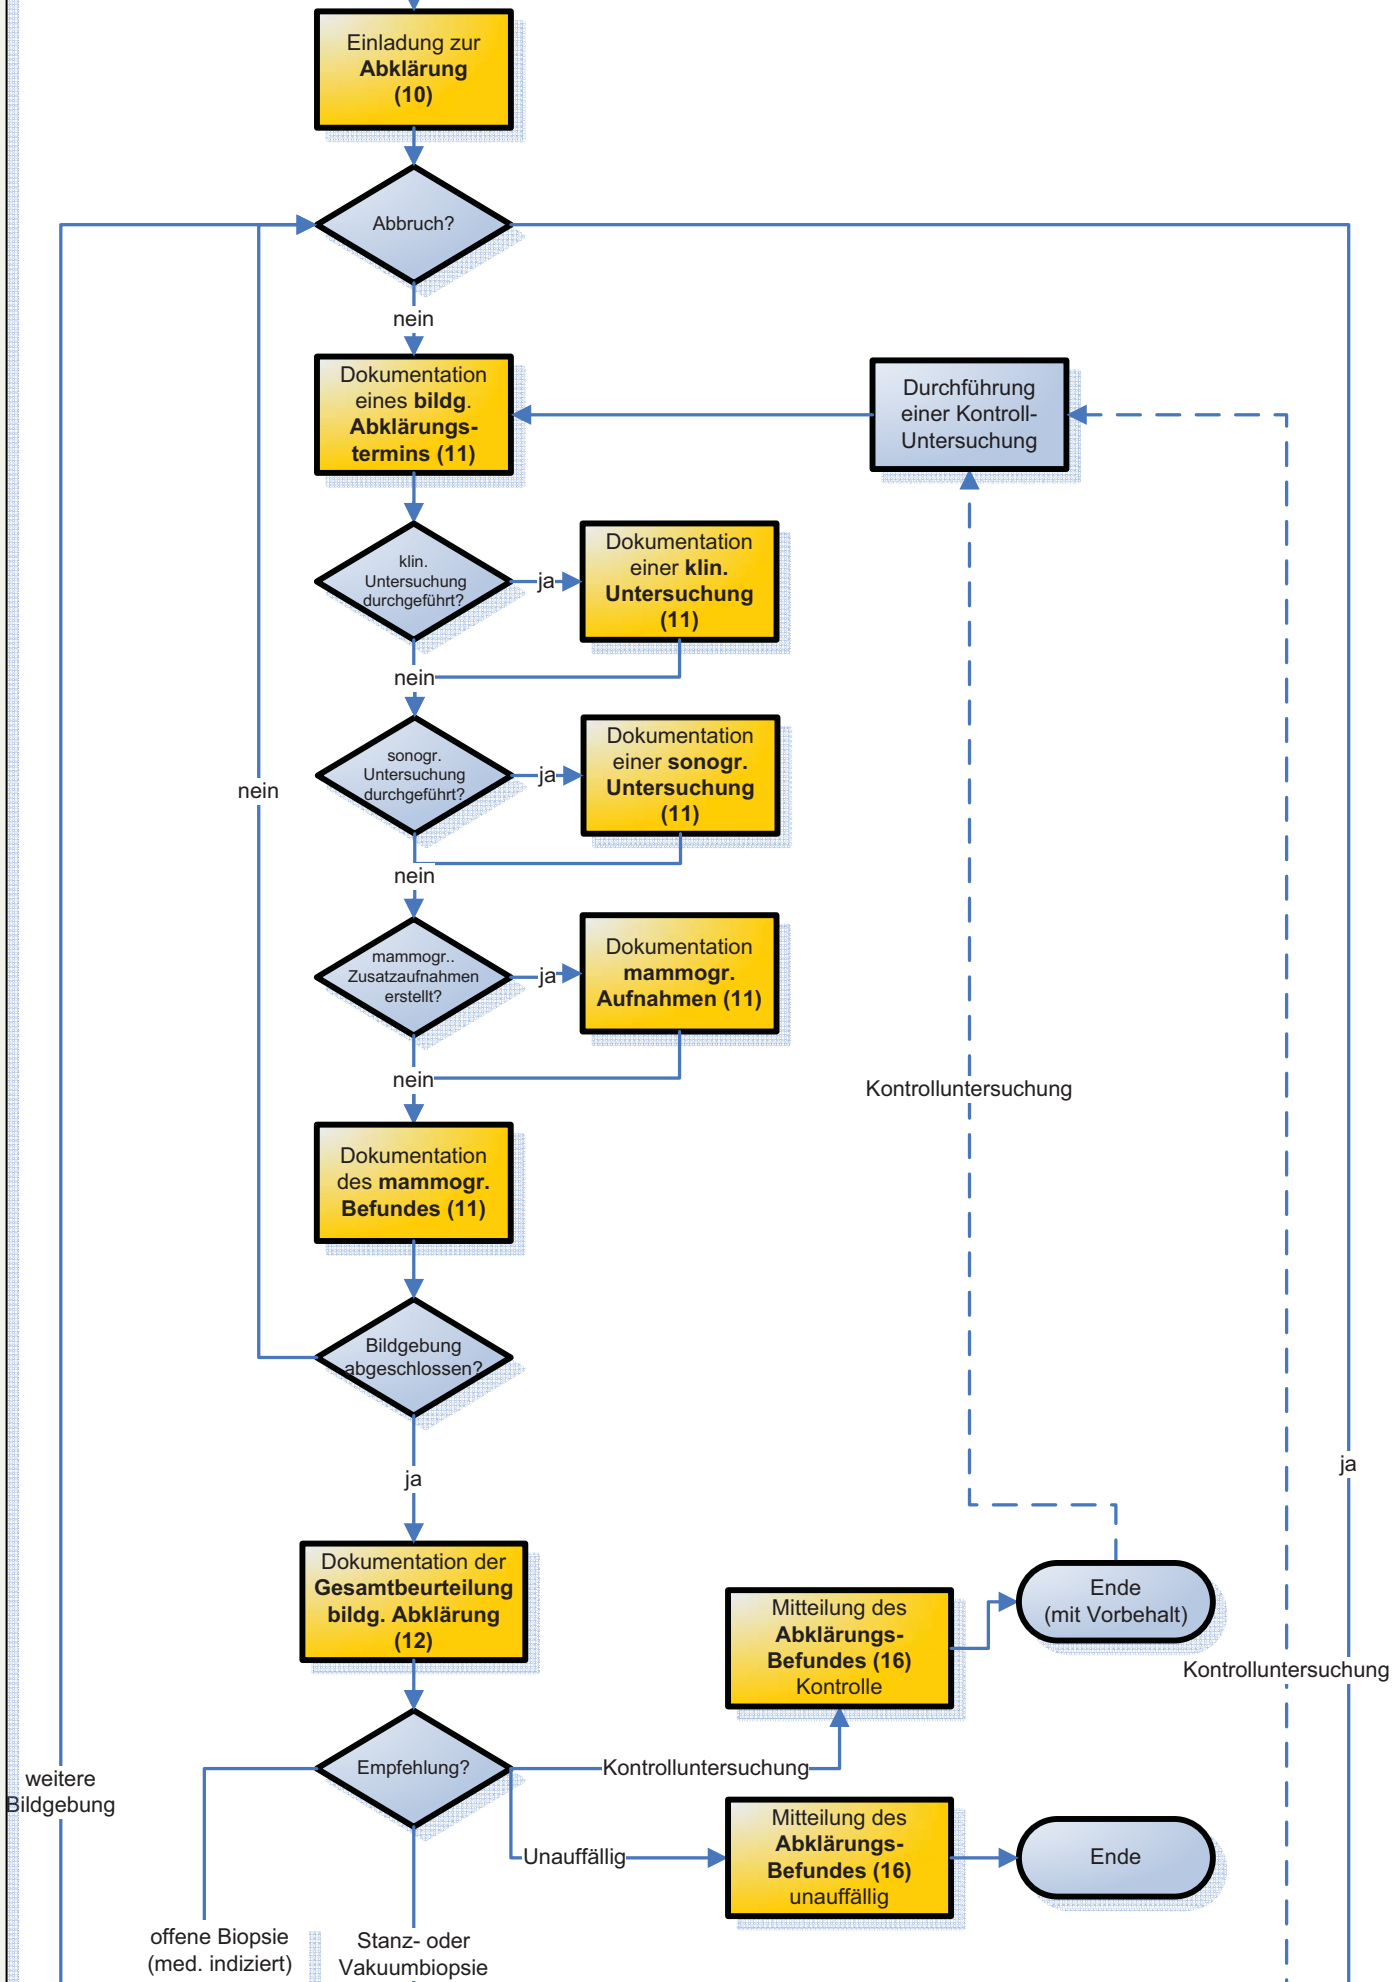 Einladung zur
Abklärung
(10)
Abbruch?
nein
Dokumentation
eines bildg.
Abklärungs-
termins (11)
Durchführung
einer Kontroll-
Untersuchung
klin.
Untersuchung
durchgeführt?
ja
Dokumentation
einer klin.
Untersuchung
(11)
nein
sonogr.
Untersuchung
durchgeführt?
ja
Dokumentation
einer sonogr.
Untersuchung
(11)
nein
nein
mammogr..
Zusatzaufnahmen
erstellt?
ja
Dokumentation
mammogr.
Aufnahmen (11)
nein
Kontrolluntersuchung
Dokumentation
des mammogr.
Befundes (11)
Bildgebung
abgeschlossen?
ja
ja
Dokumentation der
Gesamtbeurteilung
bildg. Abklärung
(12)
Mitteilung des
Abklärungs-
Befundes (16)
Kontrolle
Ende
(mit Vorbehalt)
Kontrolluntersuchung
Empfehlung?
Kontrolluntersuchung
weitere
Bildgebung
Unauffällig
Mitteilung des
Abklärungs-
Befundes (16)
unauffällig
Ende
offene Biopsie
(med. indiziert)
Stanz- oder
Vakuumbiopsie